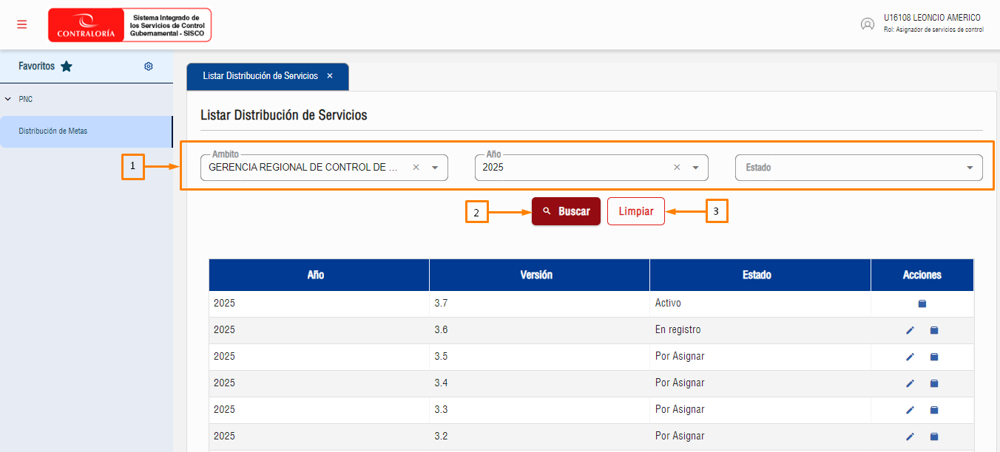 CONTRALORÍA
Sistema Integrado de
los Servicios de Control
Gubernamental - SISCO
U16108 LEONCIO AMERICO
Rol: Asignador de servicios de control
Favoritos
PNC
Distribución de Metas
Listar Distribución de Servicios ×
Listar Distribución de Servicios
1
Ambito
GERENCIA REGIONAL DE CONTROL DE ...
Año
2025
Estado
2
Buscar
Limpiar
3
Año Versión Estado Acciones
2025 3.7 Activo
2025 3.6 En registro
2025 3.5 Por Asignar
2025 3.4 Por Asignar
2025 3.3 Por Asignar
2025 3.2 Por Asignar